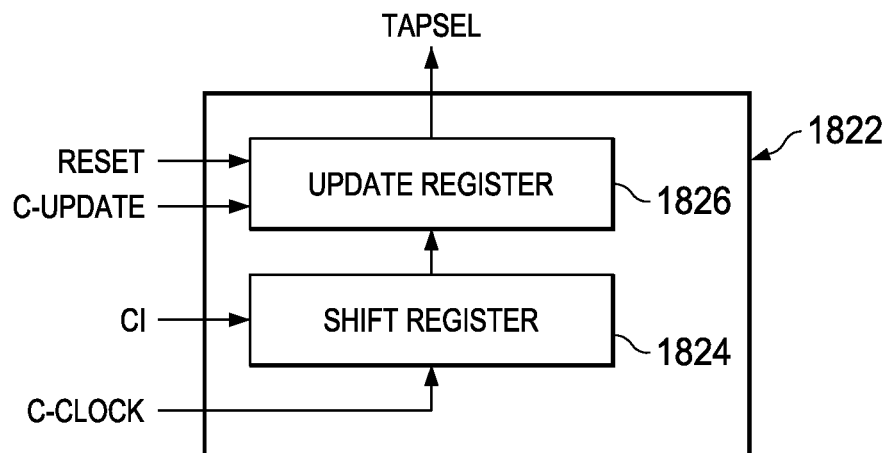 TAPSEL
1822
RESET
UPDATE REGISTER
C-UPDATE
1826
CI
SHIFT REGISTER
1824
C-CLOCK